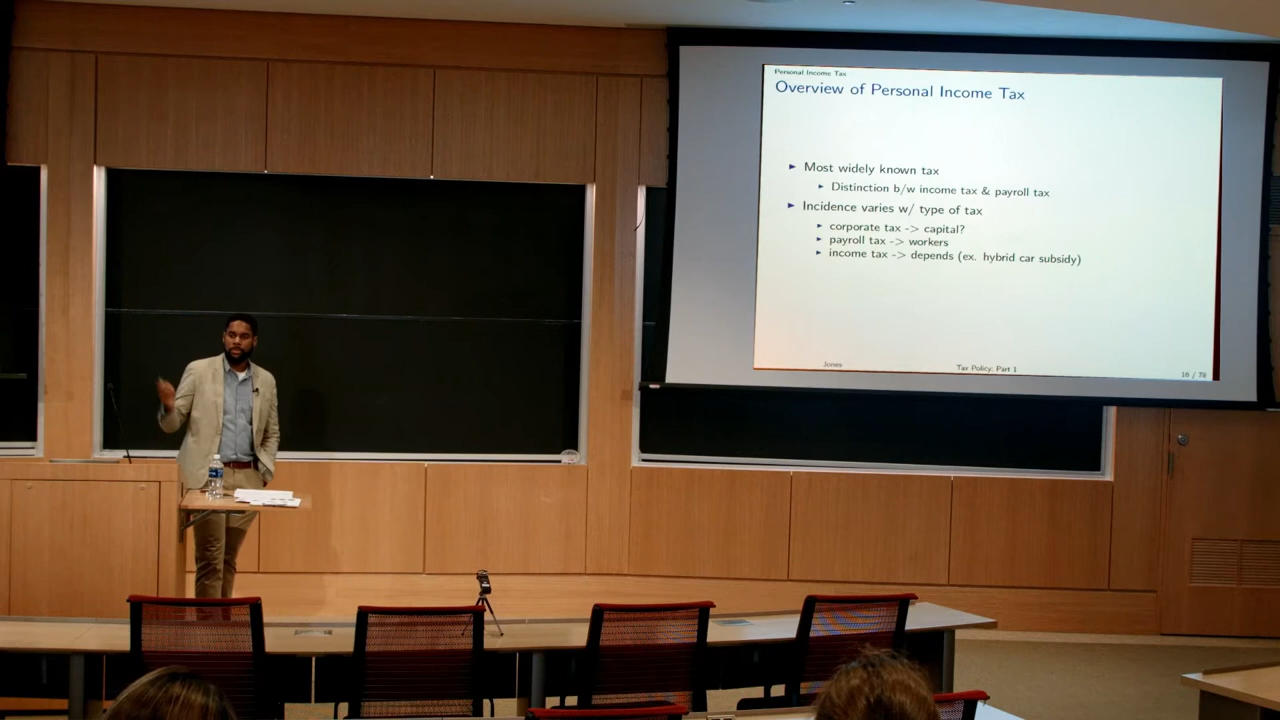 Personal Income Tax
Overview of Personal Income Tax
Most widely known tax
Distinction b/w income tax & payroll tax
Incidence varies w/ type of tax
corporate tax -> capital?
payroll tax -> workers
income tax -> depends (ex. hybrid car subsidy)
Jones
Tax Policy: Part 1
16 / 78